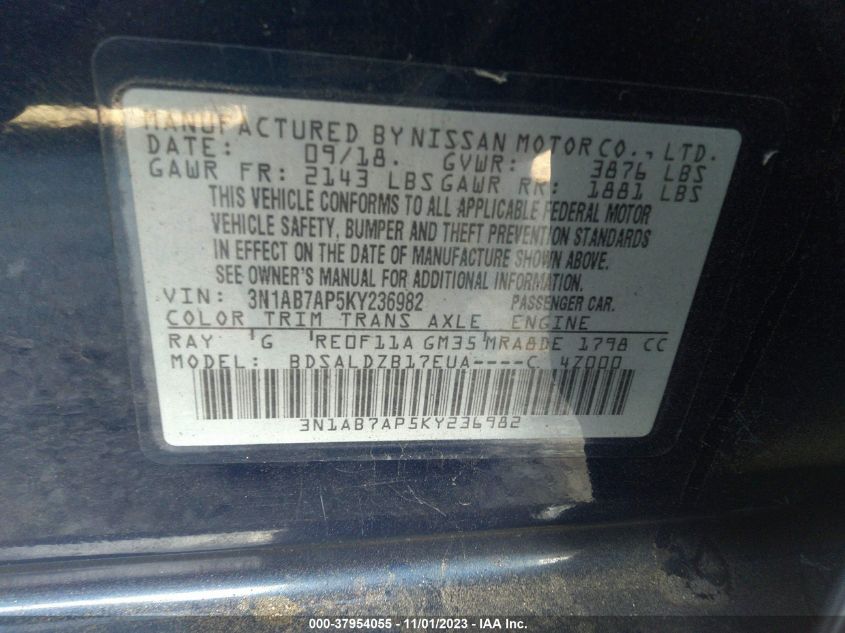 MANUFACTURED BY NISSAN MOTOR CO., LTD.
DATE: 09/18. GVWR: 3876 LBS
GAWR FR: 2143 LBS GAWR RR: 1881 LBS
THIS VEHICLE CONFORMS TO ALL APPLICABLE FEDERAL MOTOR
VEHICLE SAFETY, BUMPER AND THEFT PREVENTION STANDARDS
IN EFFECT ON THE DATE OF MANUFACTURE SHOWN ABOVE.
SEE OWNER'S MANUAL FOR ADDITIONAL INFORMATION.
VIN: 3N1AB7AP5KY236982 PASSENGER CAR.
COLOR TRIM TRANS AXLE ENGINE
RAY G RE0F11A GM35 MRA8DE 1798 CC
MODEL: BDSALDZB17EUA----C 4Z000
3N1AB7AP5KY236982
000-37954055 - 11/01/2023 - IAA Inc.